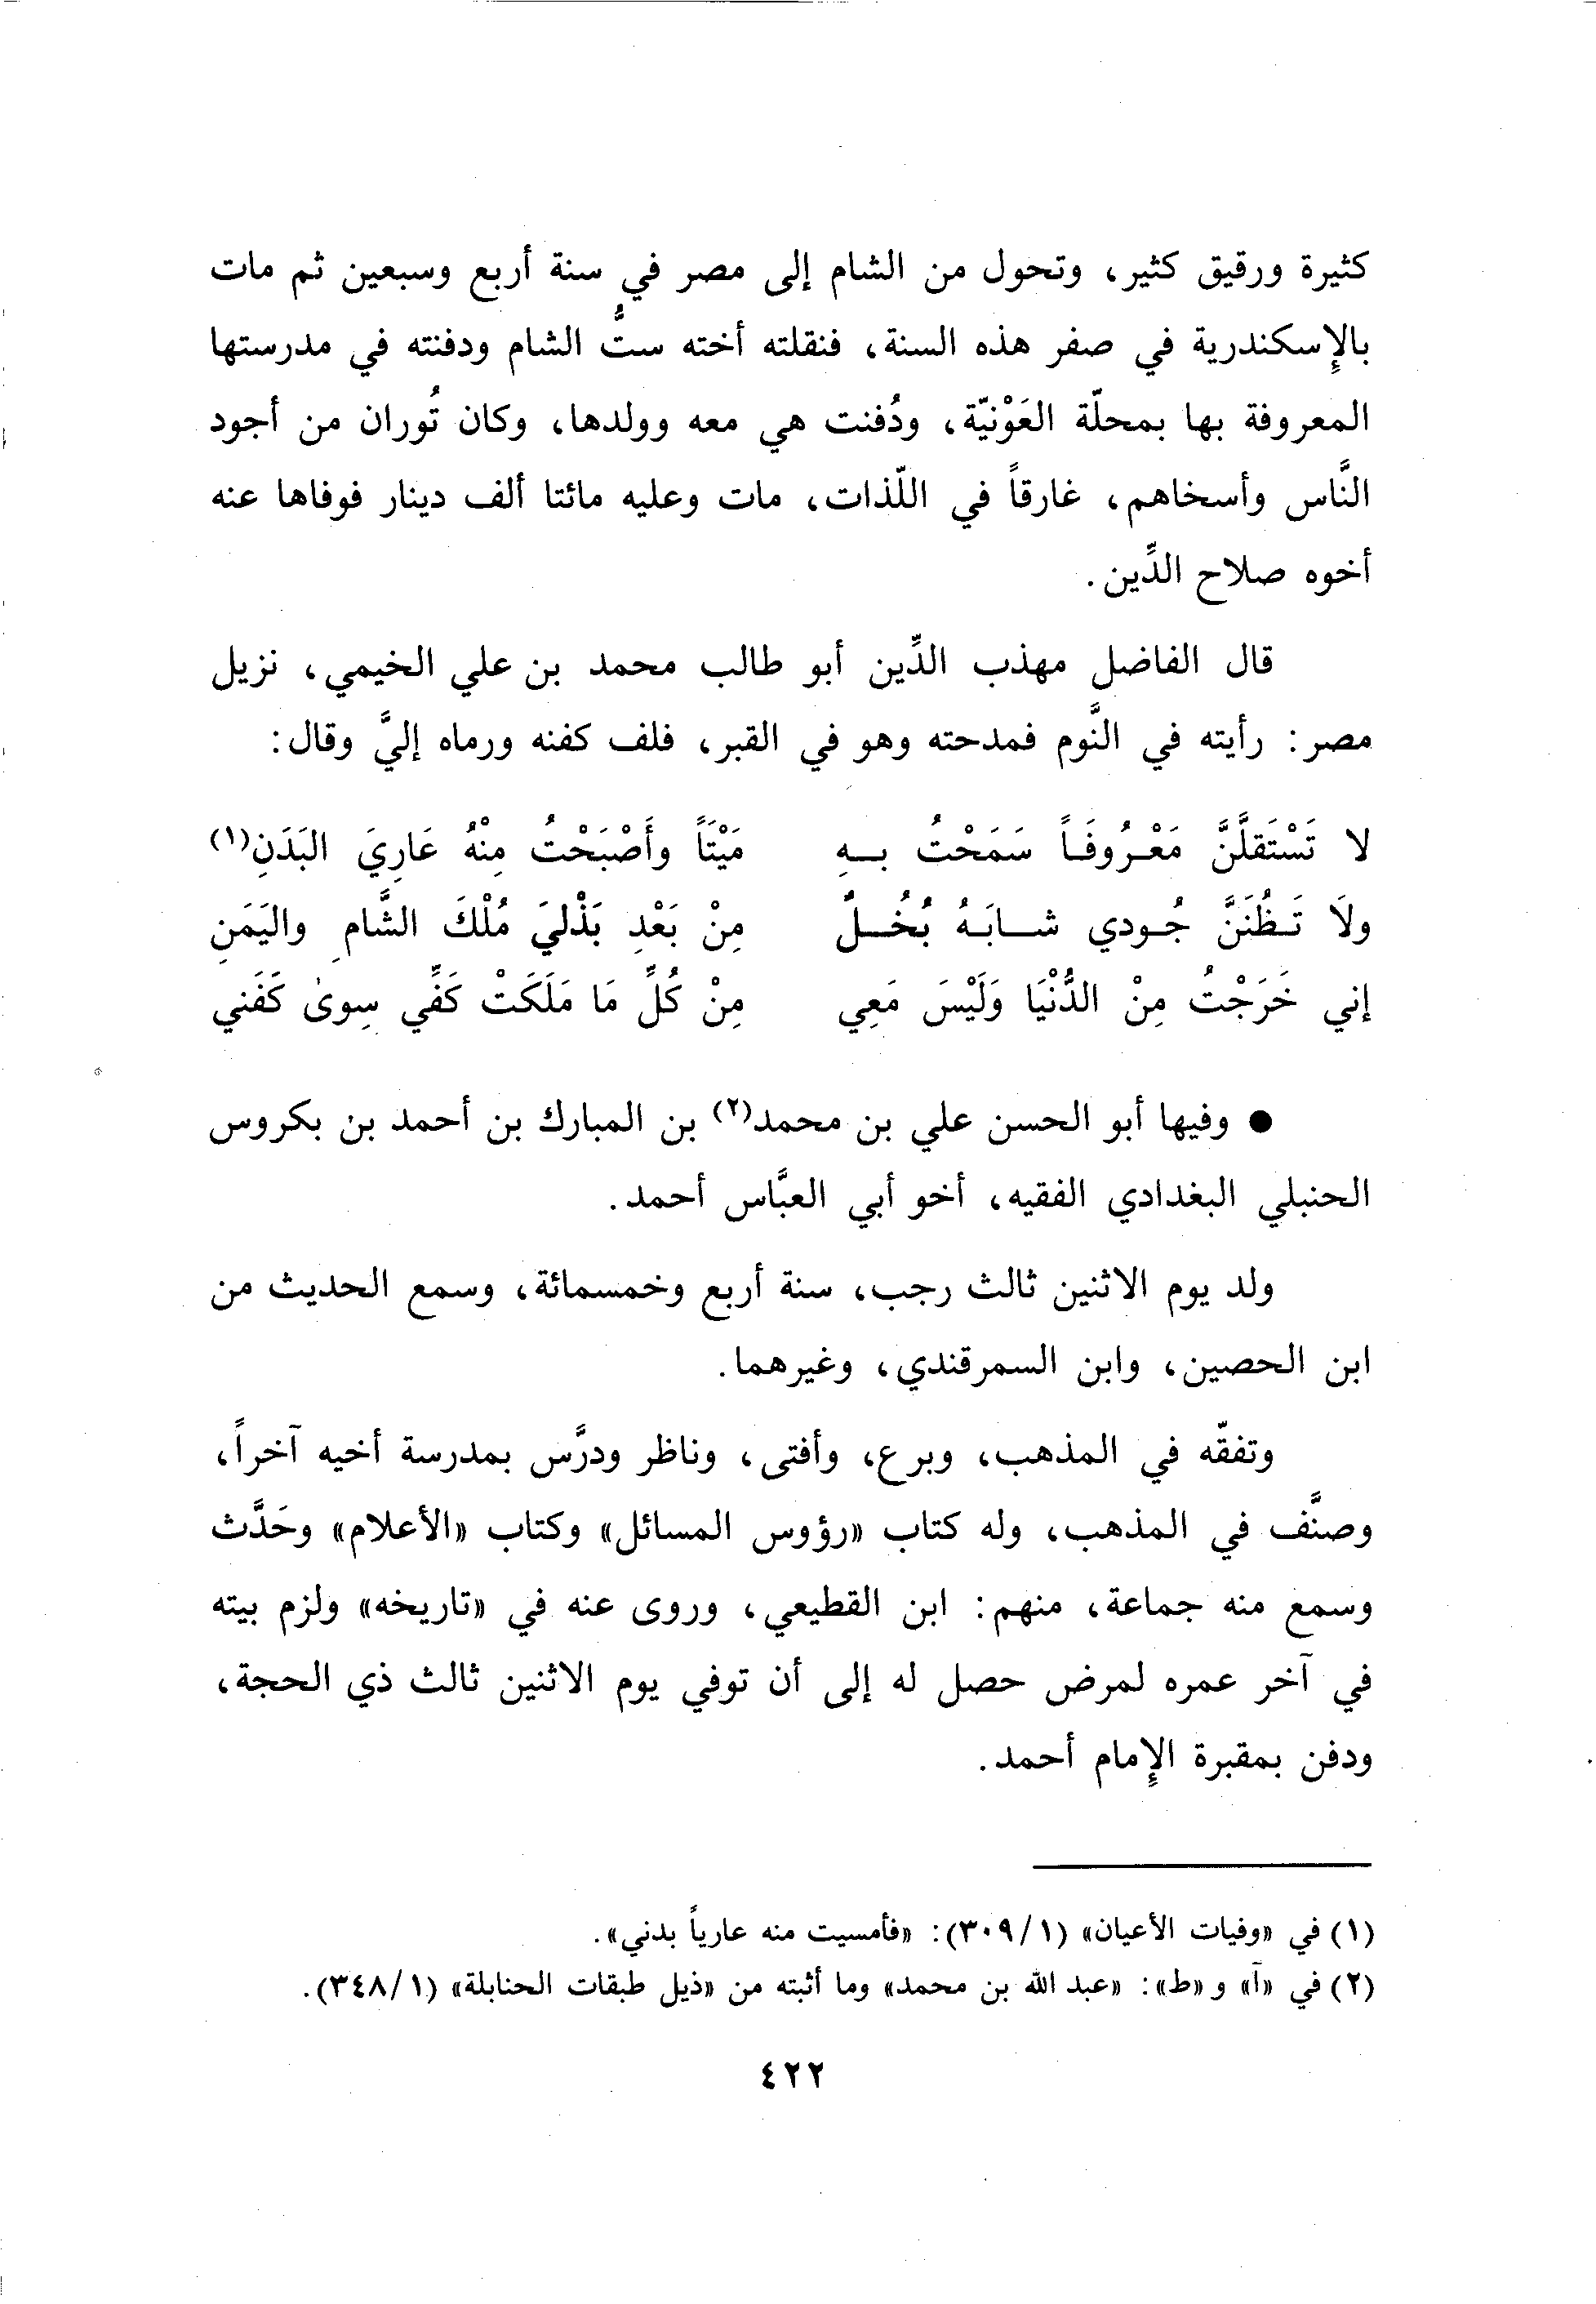 كثيرة ورقيق كثير، وتحول من الشام إلى مصر في سنة أربع وسبعين ثم مات
بالإسكندرية في صفر هذه السنة، فنقلته أخته ستُّ الشام ودفنته في مدرستها
المعروفة بها بمحلّة العَوْنيّة، ودُفنت هي معه وولدها، وكان تُوران من أجود
النَّاس وأسخاهم، غارقاً في اللّذات، مات وعليه مائتا ألف دينار فوفاها عنه
أخوه صلاح الدِّين.
قال الفاضل مهذب الدِّين أبو طالب محمد بن علي الخيمي، نزيل
مصر: رأيته في النَّوم فمدحته وهو في القبر، فلف كفنه ورماه إليَّ وقال:
لا تَسْتَقلَّنَّ مَعْـرُوفَـاً سَمَحْتُ بـــهِ مَيْتَاً وأَصْبَحْتُ مِنْهُ عَارِيَ البَدَنِ(١)
ولَا تَـظُنَنَّ جُـودي شـــابَـهُ بُخُـــلٌ مِنْ بَعْدِ بَذْليَ مُلْكَ الشَّامِ واليَمَنِ
إني خَرَجْتُ مِنْ الدُّنْيَا وَلَيْسَ مَعِي مِنْ كُلِّ مَا مَلَكَتْ كَفِّي سِوىٰ كَفَني
● وفيها أبو الحسن علي بن محمد(٢) بن المبارك بن أحمد بن بكروس
الحنبلي البغدادي الفقيه، أخو أبي العبَّاس أحمد.
ولد يوم الاثنين ثالث رجب، سنة أربع وخمسمائة، وسمع الحديث من
ابن الحصين، وابن السمرقندي، وغيرهما.
وتفقّه في المذهب، وبرع، وأفتى، وناظر ودرَّس بمدرسة أخيه آخراً،
وصنَّف في المذهب، وله كتاب «رؤوس المسائل» وكتاب «الأعلام» وحَدَّث
وسمع منه جماعة، منهم: ابن القطيعي، وروى عنه في «تاريخه» ولزم بيته
في آخر عمره لمرض حصل له إلى أن توفي يوم الاثنين ثالث ذي الحجة،
ودفن بمقبرة الإمام أحمد.
(١) في «وفيات الأعيان» (٣٠٩/١): «فأمسيت منه عارياً بدني».
(٢) في «آ» و «ط»: «عبد الله بن محمد» وما أثبته من «ذيل طبقات الحنابلة» (٣٤٨/١).
٤٢٢